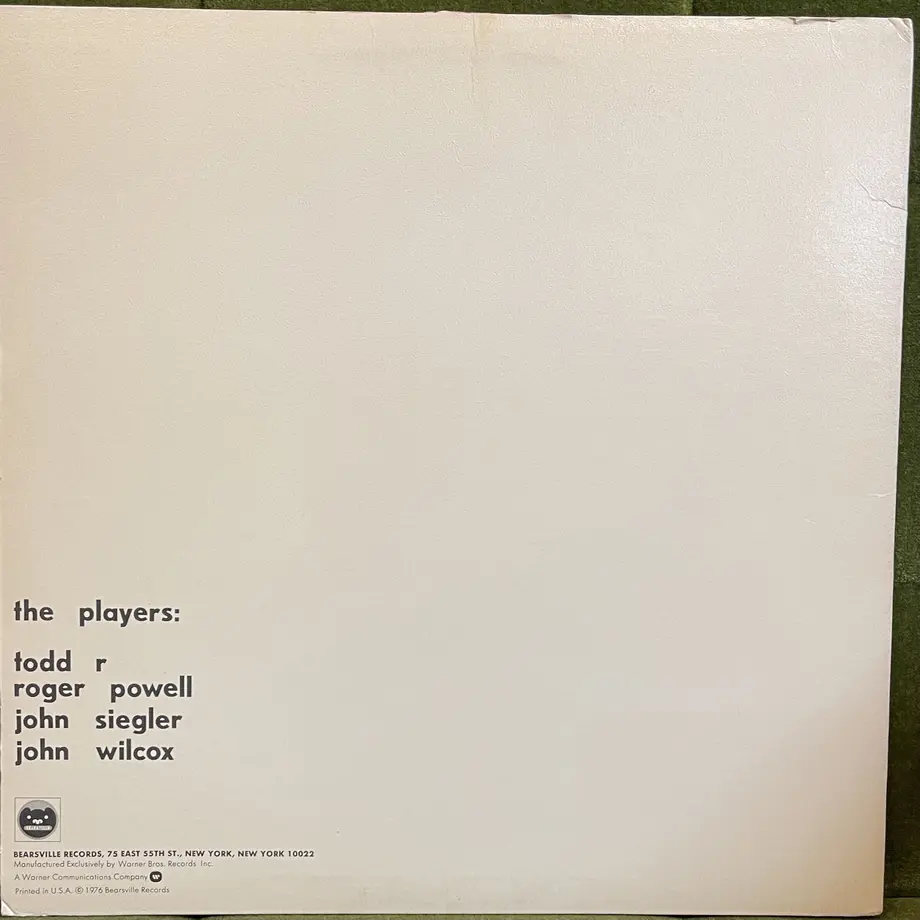 the players:
todd r
roger powell
john siegler
john wilcox
BEARSVILLE RECORDS, 75 EAST 55TH ST., NEW YORK, NEW YORK 10022
Manufactured Exclusively by Warner Bros. Records Inc.
A Warner Communications Company
Printed in U.S.A. Ⓒ 1976 Bearsville Records